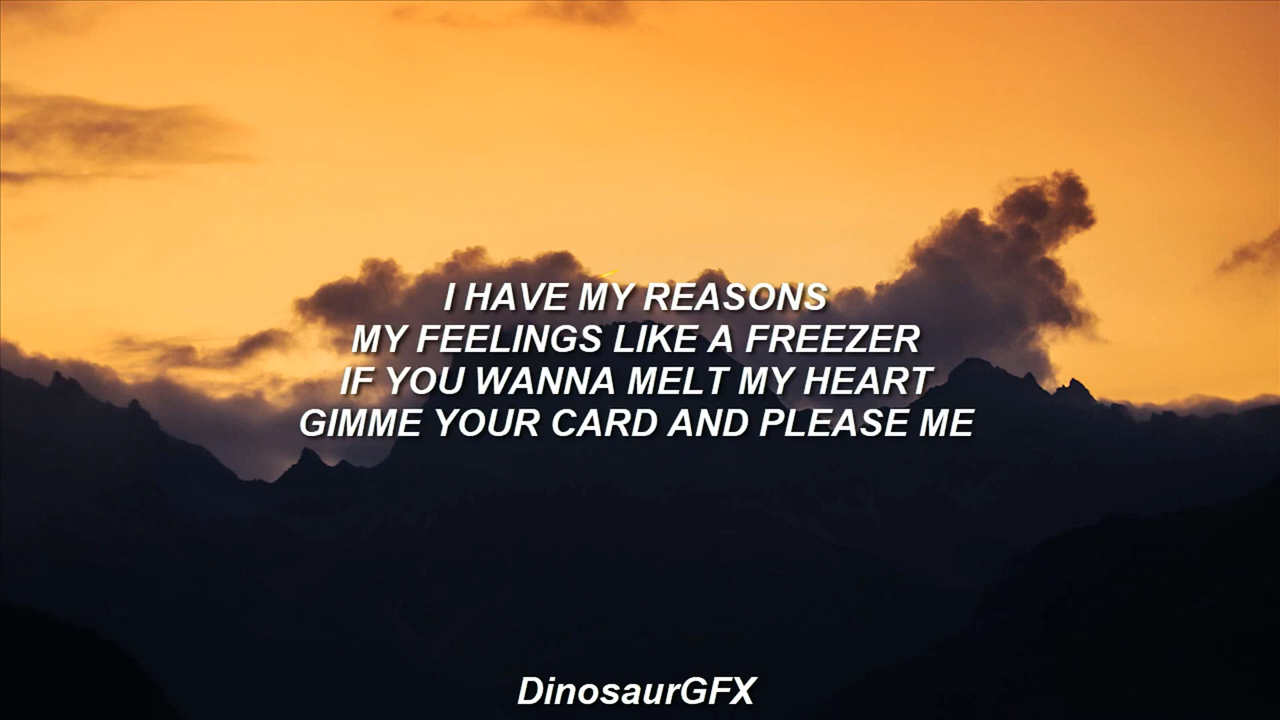 I HAVE MY REASONS
MY FEELINGS LIKE A FREEZER
IF YOU WANNA MELT MY HEART
GIMME YOUR CARD AND PLEASE ME
DinosaurGFX